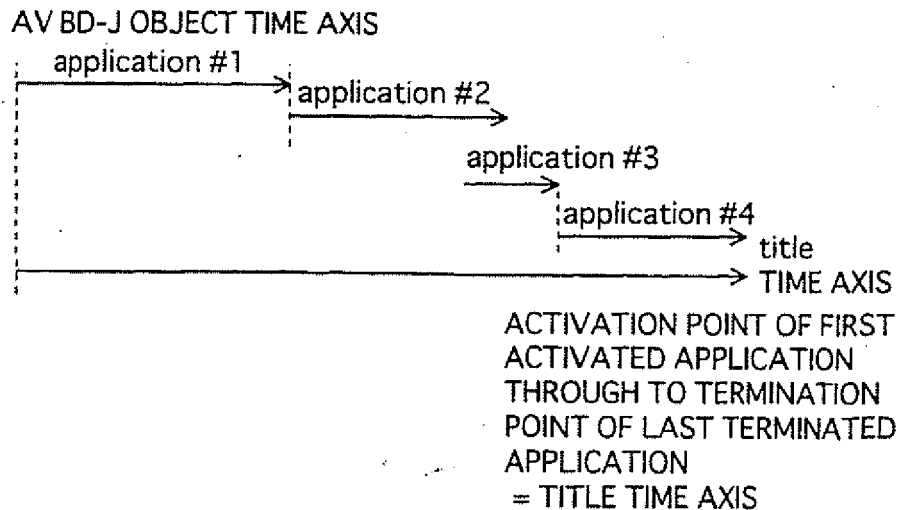 AV BD-J OBJECT TIME AXIS
application #1
application #2
application #3
application #4
title
TIME AXIS
ACTIVATION POINT OF FIRST
ACTIVATED APPLICATION
THROUGH TO TERMINATION
POINT OF LAST TERMINATED
APPLICATION
= TITLE TIME AXIS